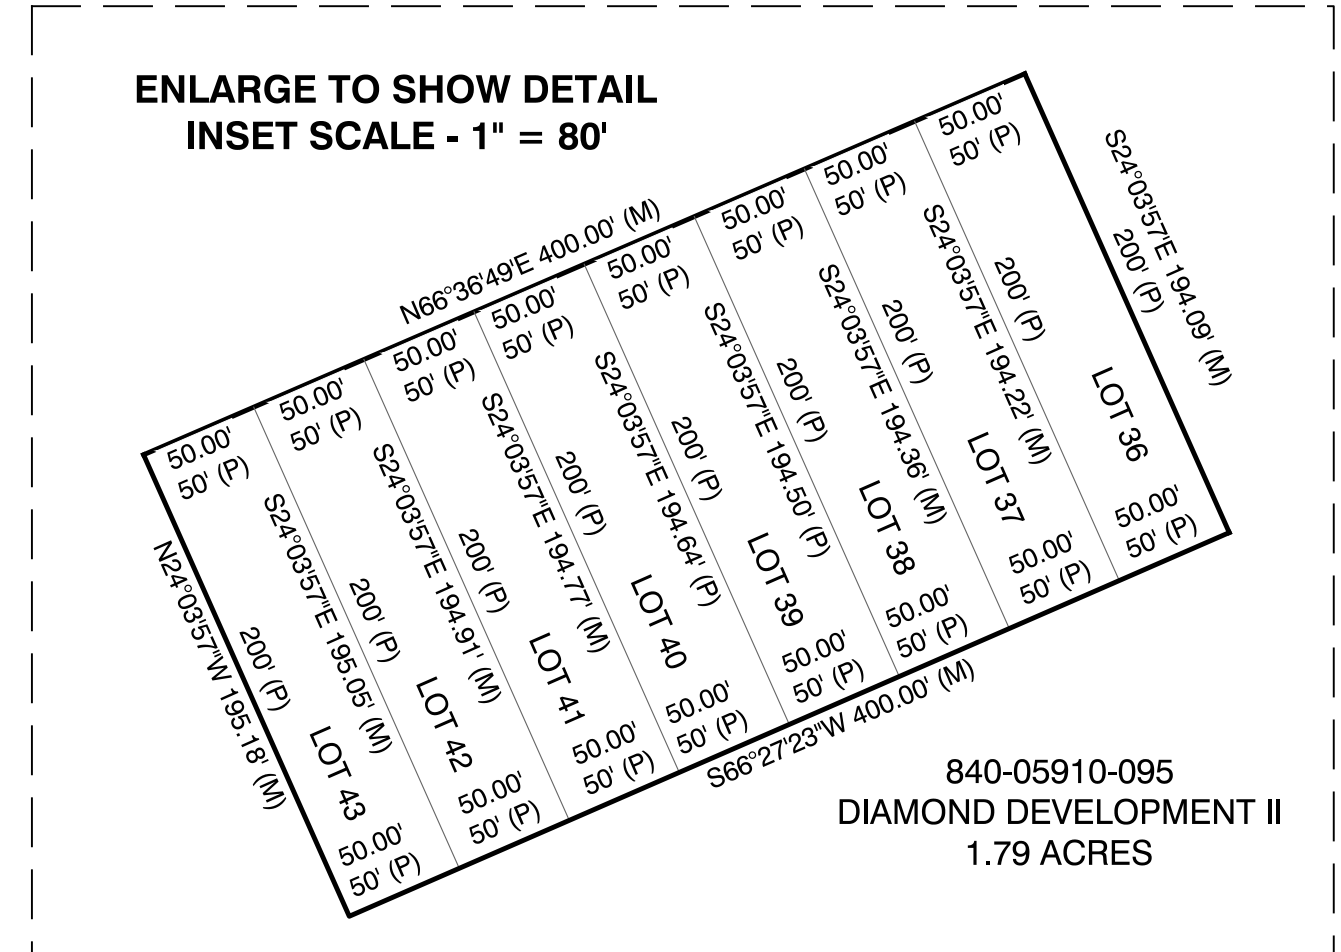 ENLARGE TO SHOW DETAIL
INSET SCALE - 1" = 80'
N66°36'49'E 400.00' (M)
50.00'
50' (P)
50.00'
50' (P)
50.00'
50' (P)
50.00'
50' (P)
50.00'
50' (P)
50.00'
50' (P)
50.00'
50' (P)
50.00'
50' (P)
N24°03'57"W 195.18' (M)
200' (P)
LOT 43
S24°03'57"E 195.05' (M)
200' (P)
LOT 42
S24°03'57"E 194.91' (M)
200' (P)
LOT 41
S24°03'57"E 194.77' (M)
200' (P)
LOT 40
S24°03'57"E 194.64' (P)
200' (P)
LOT 39
S24°03'57"E 194.50' (P)
200' (P)
LOT 38
S24°03'57"E 194.36' (M)
200' (P)
LOT 37
S24°03'57"E 194.22' (M)
200' (P)
LOT 36
S24°03'57'E 194.09' (M)
200' (P)
50.00'
50' (P)
50.00'
50' (P)
50.00'
50' (P)
50.00'
50' (P)
50.00'
50' (P)
50.00'
50' (P)
50.00'
50' (P)
50.00'
50' (P)
S66°27'23"W 400.00' (M)
840-05910-095
DIAMOND DEVELOPMENT II
1.79 ACRES